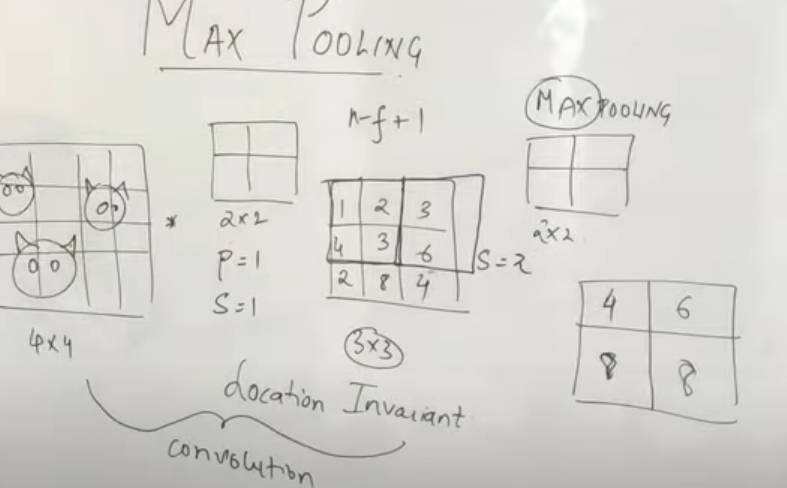 MAX POOLING
n-f+1
MAX POOLING
*
2x2
P=1
S=1
4x4
1 2 3
4 3 6
2 8 4
S=2
3x3
2x2
4 6
8 8
Location Invariant
convolution